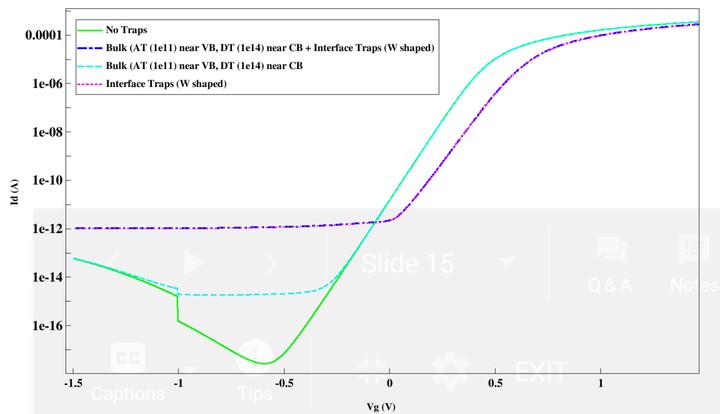 No Traps
Bulk (AT (1e11) near VB, DT (1e14) near CB + Interface Traps (W shaped)
Bulk (AT (1e11) near VB, DT (1e14) near CB
Interface Traps (W shaped)
0.0001
1e-06
1e-08
1e-10
1e-12
1e-14
1e-16
Id (A)
-1.5
-1
-0.5
0
0.5
1
Vg (V)
Slide 15
Q & A
Notes
CC
Captions
Tips
EXIT